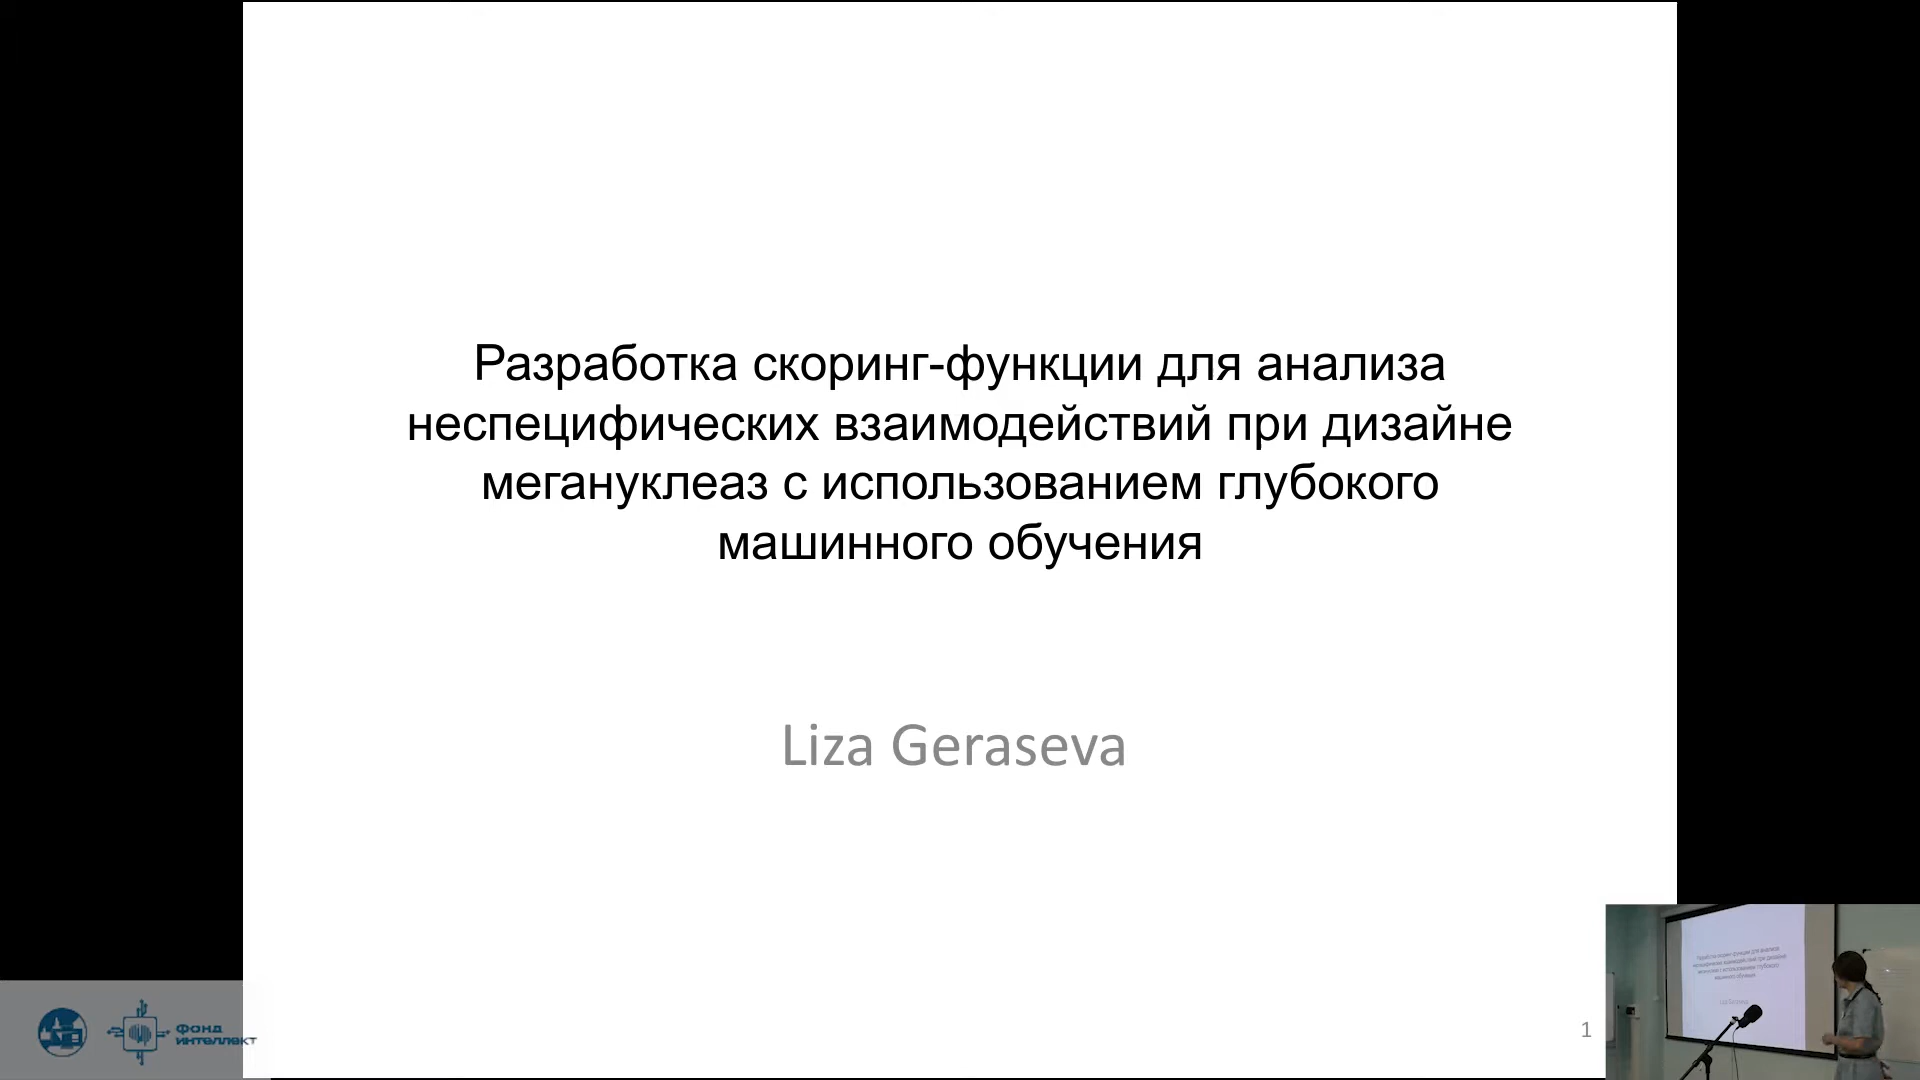 Разработка скоринг-функции для анализа
неспецифических взаимодействий при дизайне
мегануклеаз с использованием глубокого
машинного обучения
Liza Geraseva
1
Фонд
интеллект